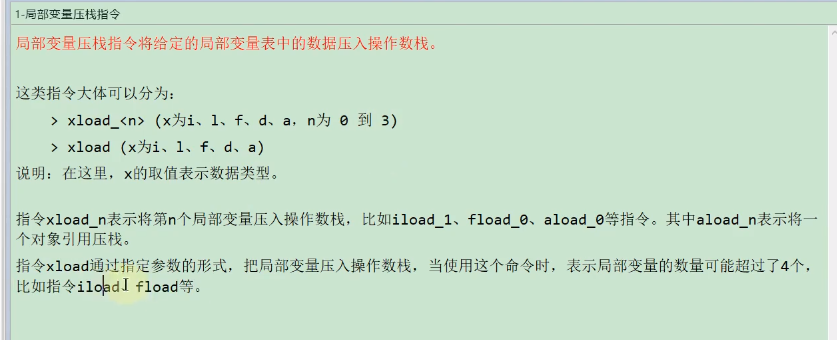 1-局部变量压栈指令
局部变量压栈指令将给定的局部变量表中的数据压入操作数栈。
这类指令大体可以分为：
> xload_<n> (x为i、l、f、d、a，n为 0 到 3)
> xload (x为i、l、f、d、a)
说明：在这里，x的取值表示数据类型。
指令xload_n表示将第n个局部变量压入操作数栈，比如iload_1、fload_0、aload_0等指令。其中aload_n表示将一
个对象引用压栈。
指令xload通过指定参数的形式，把局部变量压入操作数栈，当使用这个命令时，表示局部变量的数量可能超过了4个，
比如指令iload、fload等。